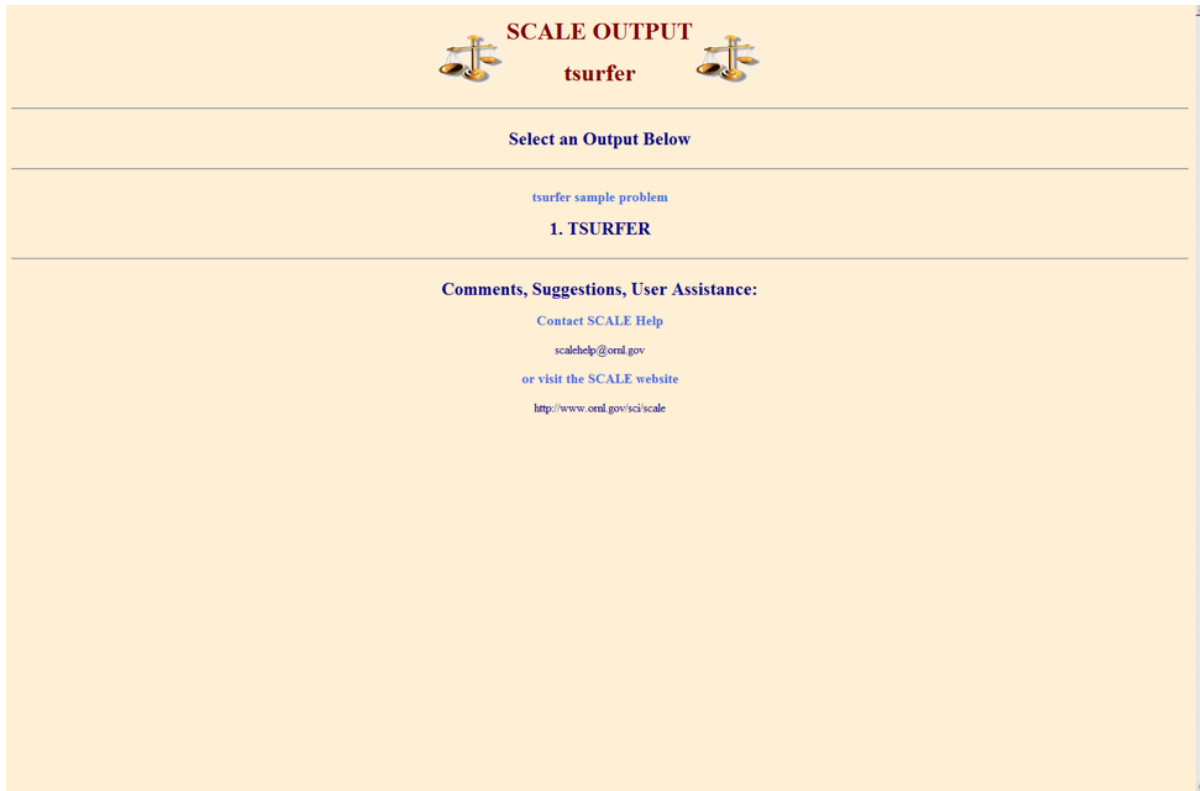 SCALE OUTPUT
tsurfer
Select an Output Below
tsurfer sample problem
1. TSURFER
Comments, Suggestions, User Assistance:
Contact SCALE Help
scalehelp@ornl.gov
or visit the SCALE website
http://www.ornl.gov/sci/scale